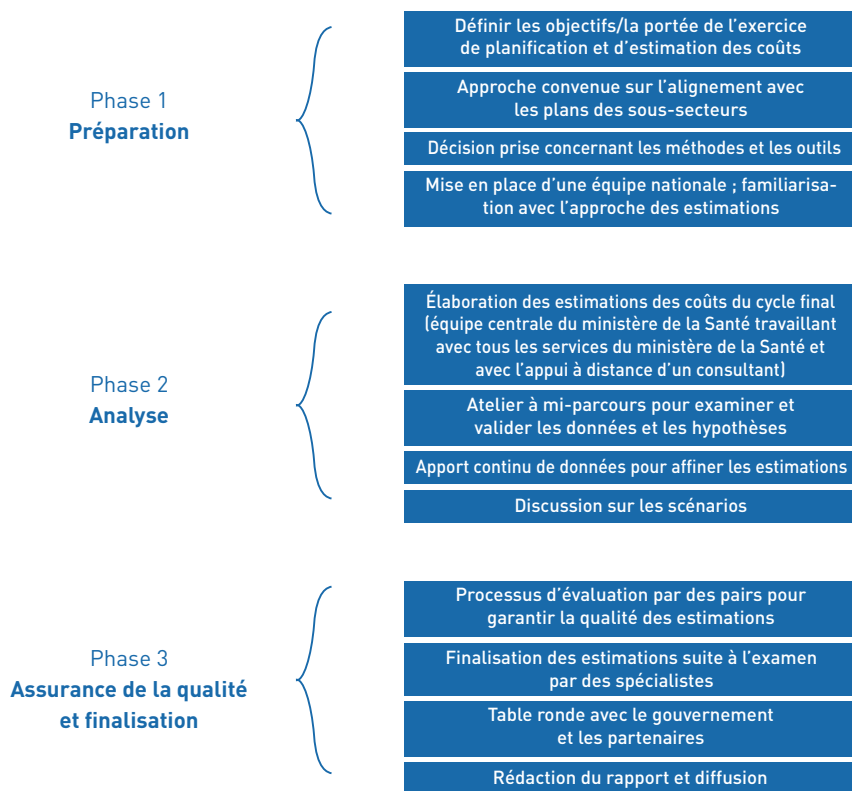 Phase 1
Préparation
Définir les objectifs/la portée de l’exercice
de planification et d’estimation des coûts
Approche convenue sur l’alignement avec
les plans des sous-secteurs
Décision prise concernant les méthodes et les outils
Mise en place d’une équipe nationale ; familiarisa-
tion avec l’approche des estimations
Phase 2
Analyse
Élaboration des estimations des coûts du cycle final
(équipe centrale du ministère de la Santé travaillant
avec tous les services du ministère de la Santé et
avec l’appui à distance d’un consultant)
Atelier à mi-parcours pour examiner et
valider les données et les hypothèses
Apport continu de données pour affiner les estimations
Discussion sur les scénarios
Phase 3
Assurance de la qualité
et finalisation
Processus d’évaluation par des pairs pour
garantir la qualité des estimations
Finalisation des estimations suite à l’examen
par des spécialistes
Table ronde avec le gouvernement
et les partenaires
Rédaction du rapport et diffusion